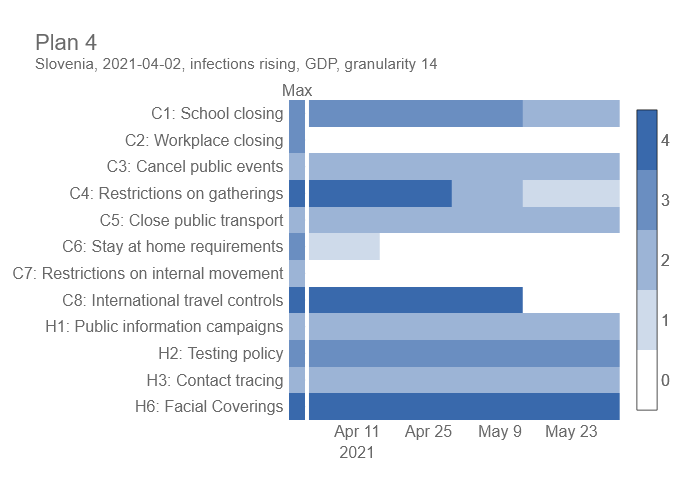 Plan 4
Slovenia, 2021-04-02, infections rising, GDP, granularity 14
Max
C1: School closing
C2: Workplace closing
C3: Cancel public events
C4: Restrictions on gatherings
C5: Close public transport
C6: Stay at home requirements
C7: Restrictions on internal movement
C8: International travel controls
H1: Public information campaigns
H2: Testing policy
H3: Contact tracing
H6: Facial Coverings
Apr 11 Apr 25 May 9 May 23
2021
4
3
2
1
0